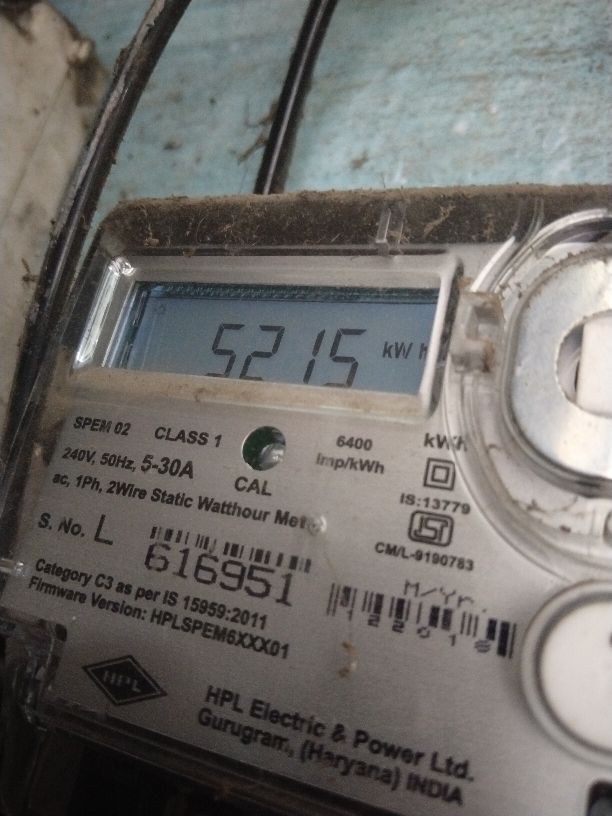 5215 kWh
SPEM 02 CLASS 1
6400
imp/kWh
kWh
240V, 50Hz, 5-30A
CAL
ac, 1Ph, 2Wire Static Watthour Meter
IS:13779
ISI
CM/L-9190763
S. No. L
616951
M/Yr.
Category C3 as per IS 15959:2011
Firmware Version: HPLSPEM6XXX01
HPL
HPL Electric & Power Ltd.
Gurugram, (Haryana) INDIA